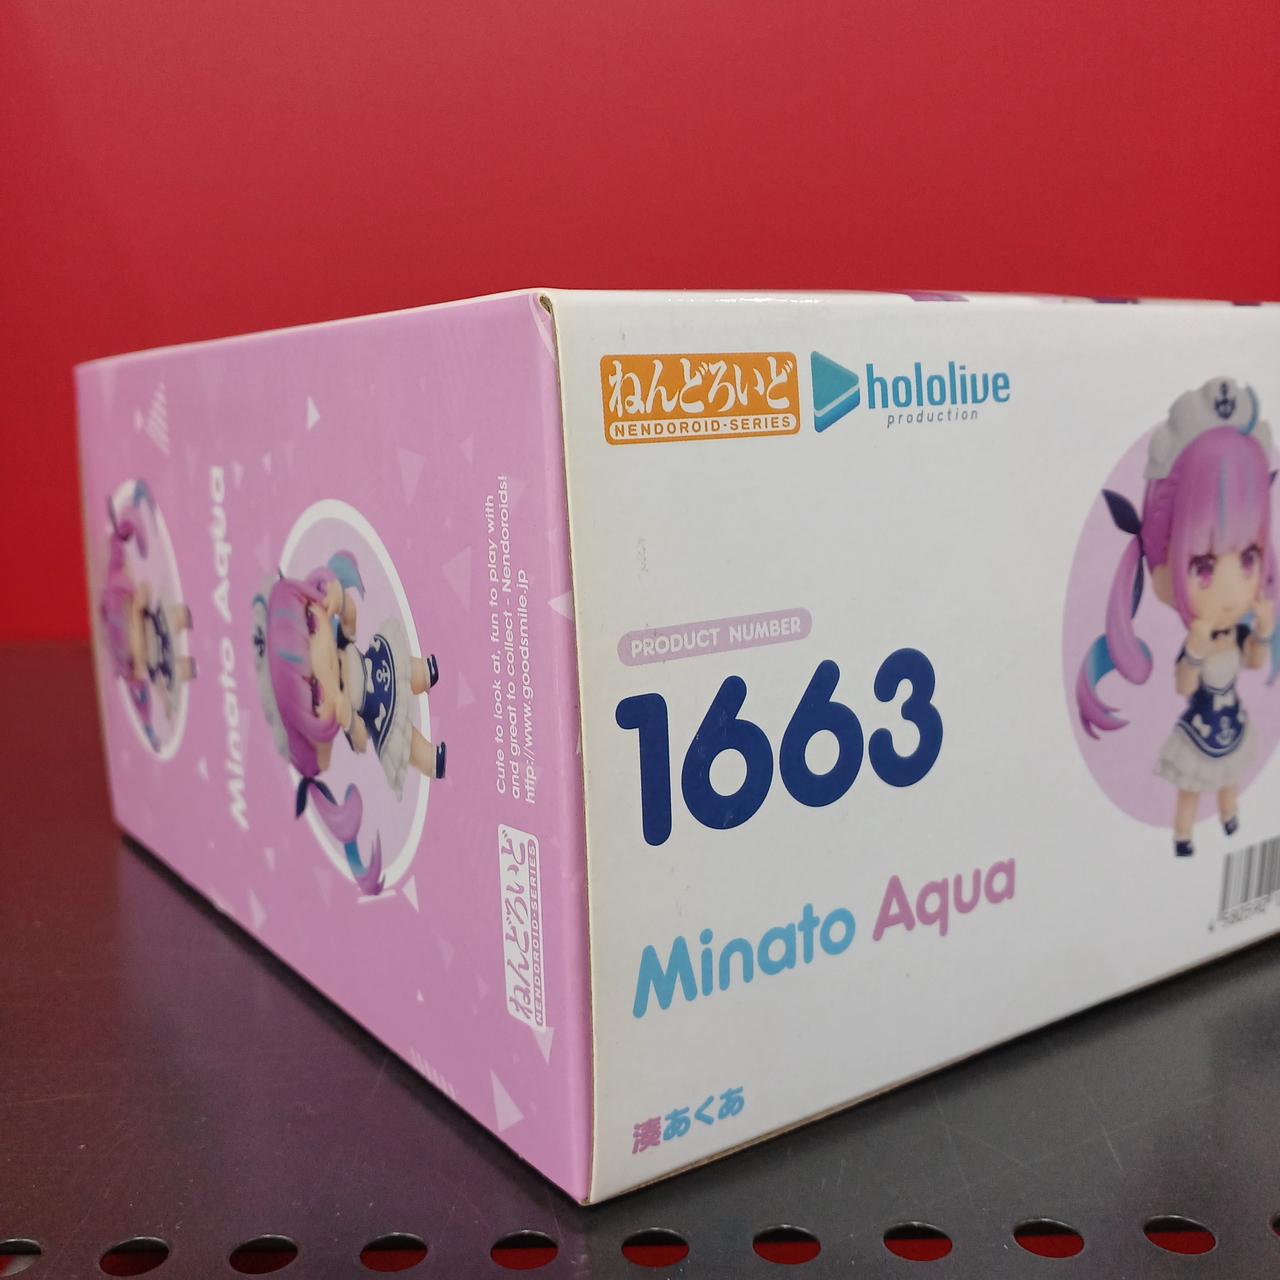 Minato Aqua
Cute to look at, fun to play with
and great to collect - Nendoroids!
http://www.goodsmile.jp
ねんどろいど
NENDOROID-SERIES
ねんどろいど
NENDOROID-SERIES
hololive
production
PRODUCT NUMBER
1663
Minato Aqua
湊あくあ